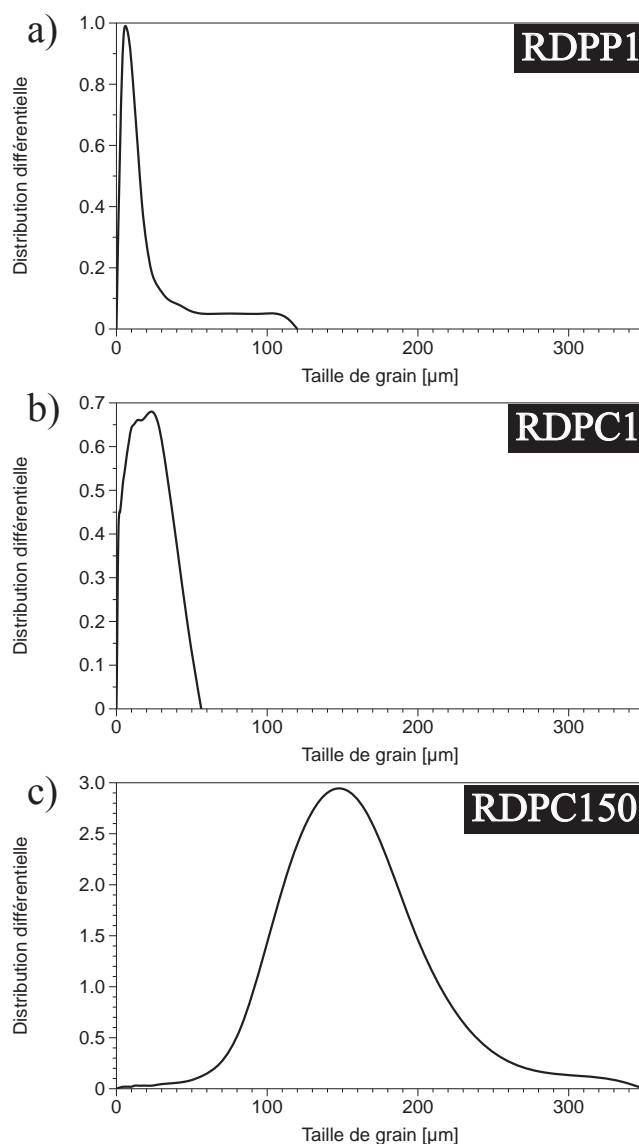 a)
RDPP1
1.0
0.8
0.6
0.4
0.2
0
Distribution différentielle
0 100 200 300
Taille de grain [µm]
b)
RDPC1
0.7
0.6
0.5
0.4
0.3
0.2
0.1
0
Distribution différentielle
0 100 200 300
Taille de grain [µm]
c)
RDPC150
3.0
2.5
2.0
1.5
1.0
0.5
0
Distribution différentielle
0 100 200 300
Taille de grain [µm]